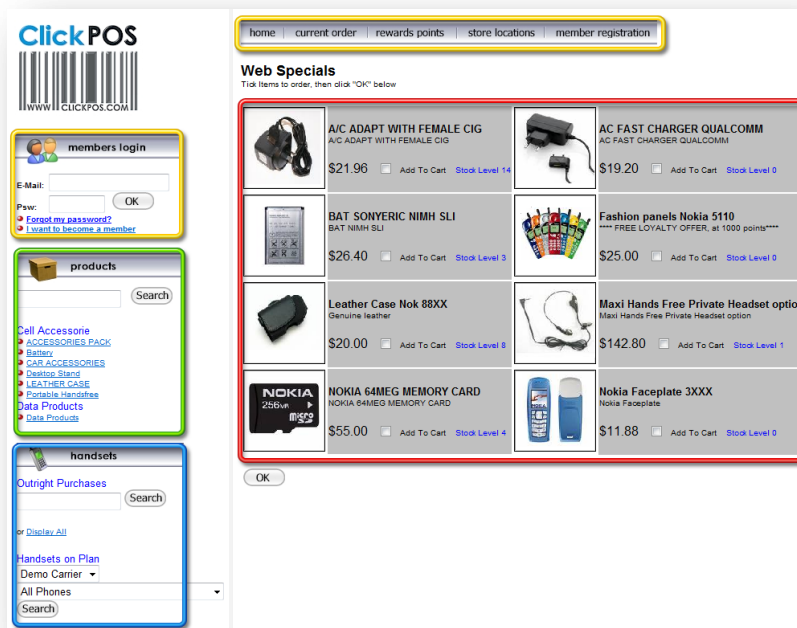 ClickPOS
WWW.CLICKPOS.COM
home
current order
rewards points
store locations
member registration
Web Specials
Tick Items to order, then click "OK" below
members login
E-Mail:
Psw:
OK
Forgot my password?
I want to become a member
products
Search
Cell Accessorie
ACCESSORIES PACK
Battery
CAR ACCESSORIES
Desktop Stand
LEATHER CASE
Portable Handsfree
Data Products
Data Products
handsets
Outright Purchases
Search
or Display All
Handsets on Plan
Demo Carrier
All Phones
Search
A/C ADAPT WITH FEMALE CIG
A/C ADAPT WITH FEMALE CIG
$21.96 Add To Cart Stock Level 14
AC FAST CHARGER QUALCOMM
AC FAST CHARGER QUALCOMM
$19.20 Add To Cart Stock Level 0
BAT SONYERIC NIMH SLI
BAT NIMH SLI
$26.40 Add To Cart Stock Level 3
Fashion panels Nokia 5110
**** FREE LOYALTY OFFER, at 1000 points****
$25.00 Add To Cart Stock Level 0
Leather Case Nok 88XX
Genuine leather
$20.00 Add To Cart Stock Level 8
Maxi Hands Free Private Headset optio
Maxi Hands Free Private Headset option
$142.80 Add To Cart Stock Level 1
NOKIA
256MB
micro
NOKIA 64MEG MEMORY CARD
NOKIA 64MEG MEMORY CARD
$55.00 Add To Cart Stock Level 4
Nokia Faceplate 3XXX
Nokia Faceplate
$11.88 Add To Cart Stock Level 0
OK